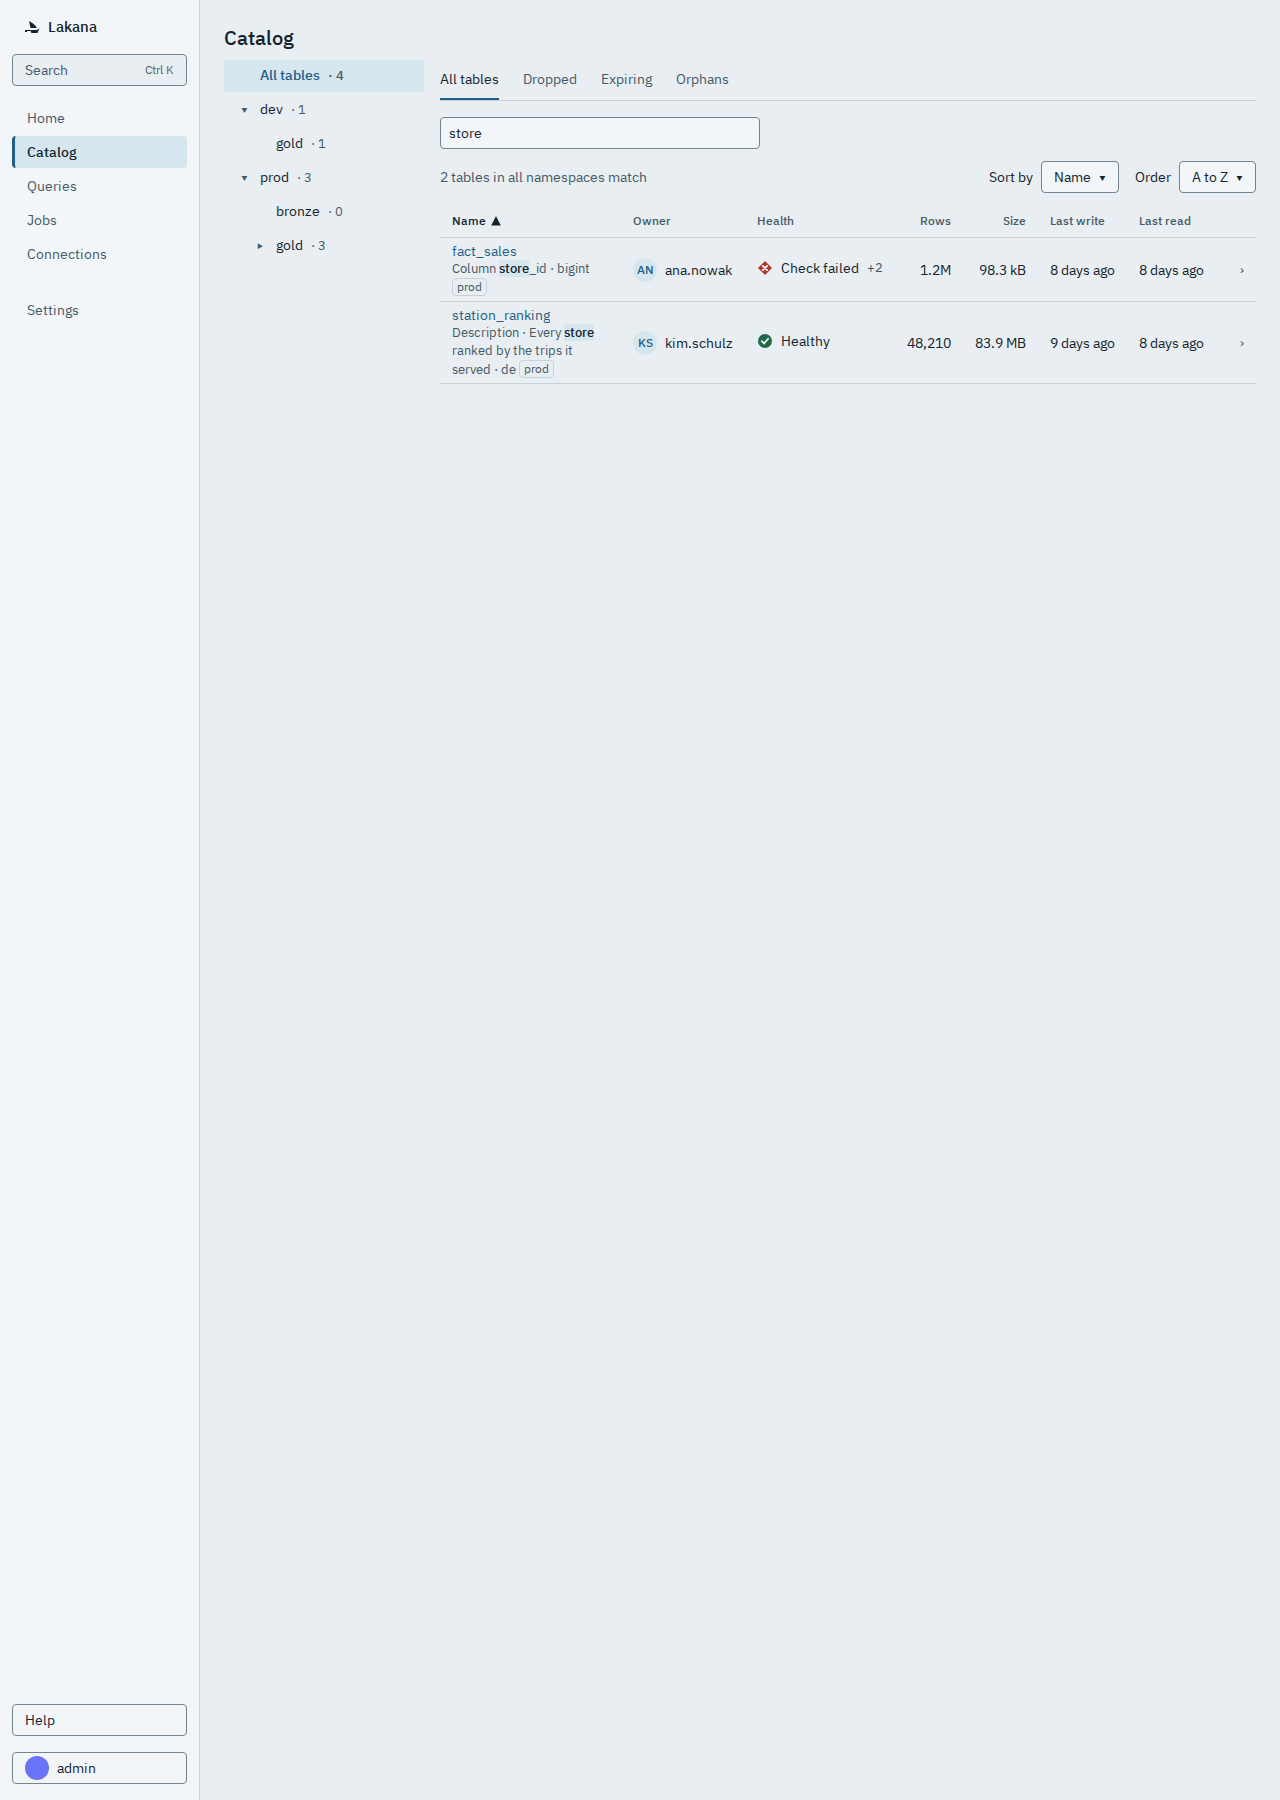 Lakana
Search Ctrl K
Home
Catalog
Queries
Jobs
Connections
Settings
Help
admin
Catalog
All tables · 4
▾ dev · 1
gold · 1
▾ prod · 3
bronze · 0
▸ gold · 3
All tables Dropped Expiring Orphans
store
2 tables in all namespaces match
Sort by Name ▾ Order A to Z ▾
Name ▲ Owner Health Rows Size Last write Last read
fact_sales
Column store_id · bigint
prod
AN ana.nowak Check failed +2 1.2M 98.3 kB 8 days ago 8 days ago ›
station_ranking
Description · Every store
ranked by the trips it
served · de prod
KS kim.schulz Healthy 48,210 83.9 MB 9 days ago 8 days ago ›